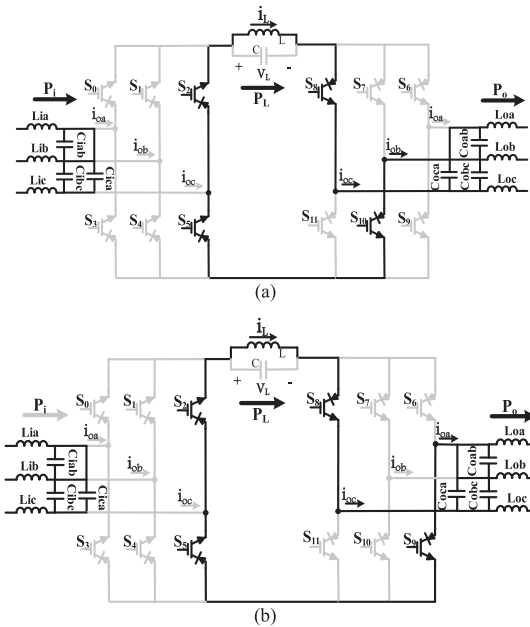 i_L
C L
S_0 S_1 S_2 + V_L - S_8 S_7 S_6
P_i P_L P_o
Lia i_oa i_oa Loa
Lib Ciab i_ob i_ob Coab Lob
Lic Cibc Cica i_oc i_oc Coca Cobc Loc
S_3 S_4 S_5 S_11 S_10 S_9
(a)
i_L
C L
S_0 S_1 S_2 + V_L - S_8 S_7 S_6
P_i P_L P_o
Lia i_oa i_oa Loa
Lib Ciab i_ob i_ob Coab Lob
Lic Cibc Cica i_oc i_oc Coca Cobc Loc
S_3 S_4 S_5 S_11 S_10 S_9
(b)